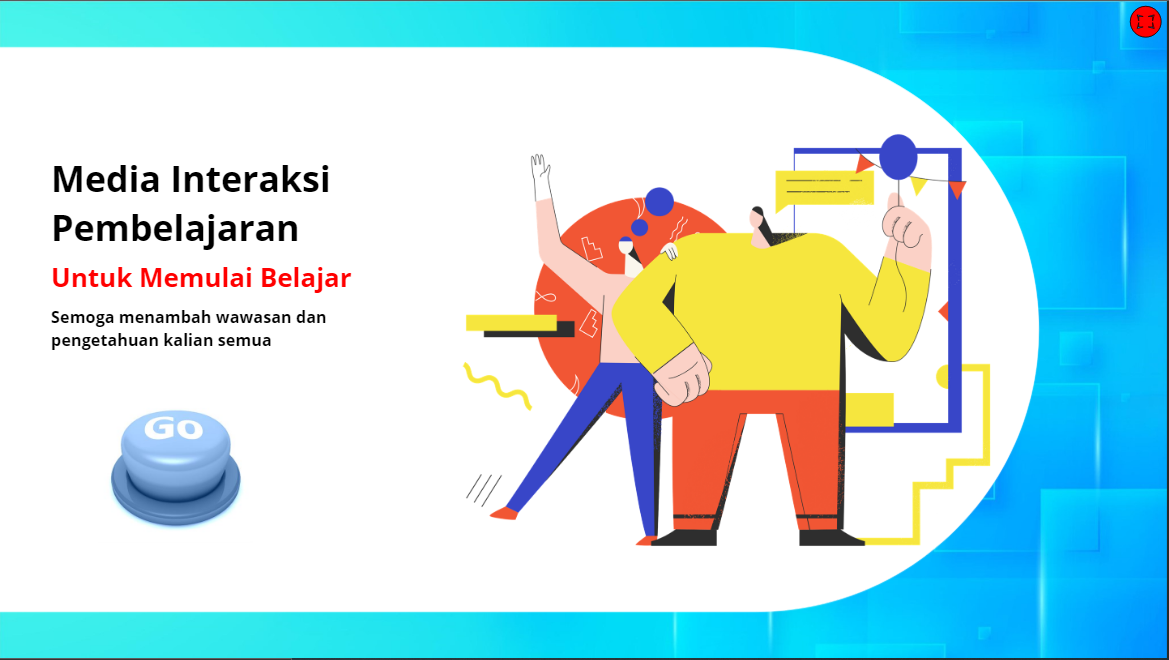 Media Interaksi
Pembelajaran
Untuk Memulai Belajar
Semoga menambah wawasan dan
pengetahuan kalian semua
GO